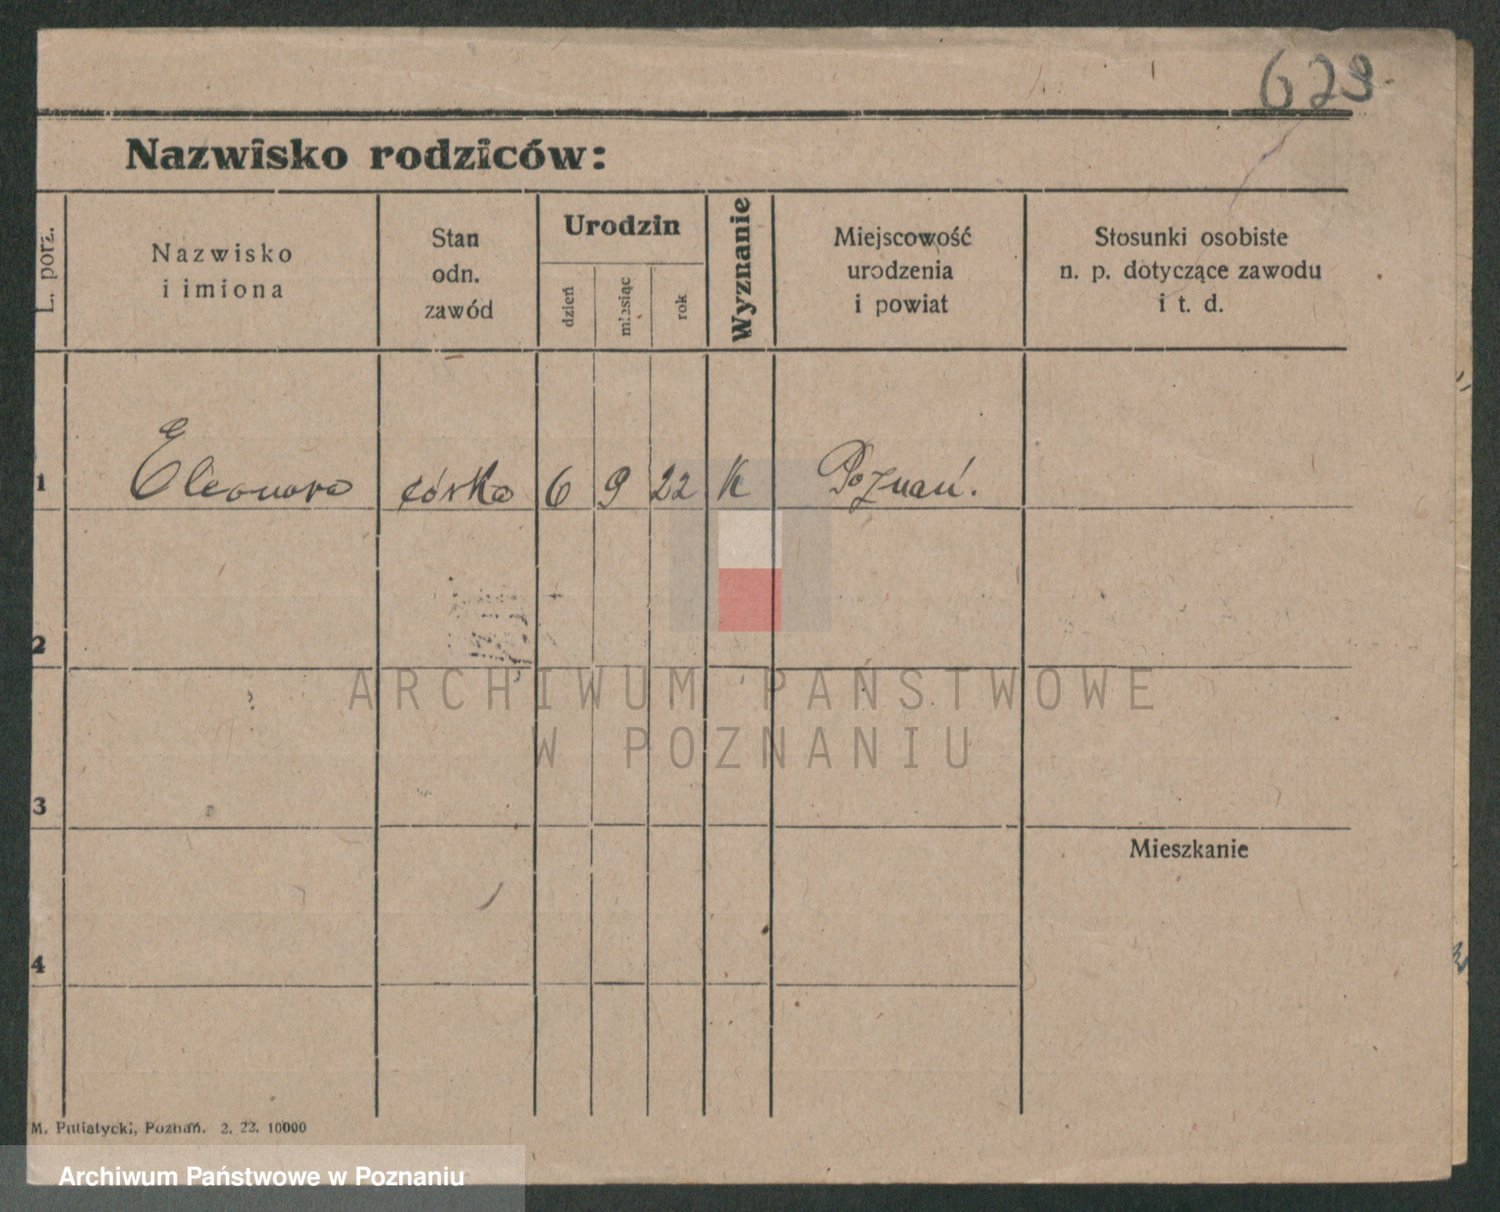 629
Nazwisko rodziców:
L. porz.
Nazwisko
i imiona
Stan
odn.
zawód
Urodzin
dzień
miesiąc
rok
Wyznanie
Miejscowość
urodzenia
i powiat
Stosunki osobiste
n. p. dotyczące zawodu
i t. d.
1 Eleonora córka 6 9 22 K Poznań.
2
ARCHIWUM PAŃSTWOWE
W POZNANIU
3
Mieszkanie
4
M. Putiatycki, Poznań. 2. 22. 10000
Archiwum Państwowe w Poznaniu